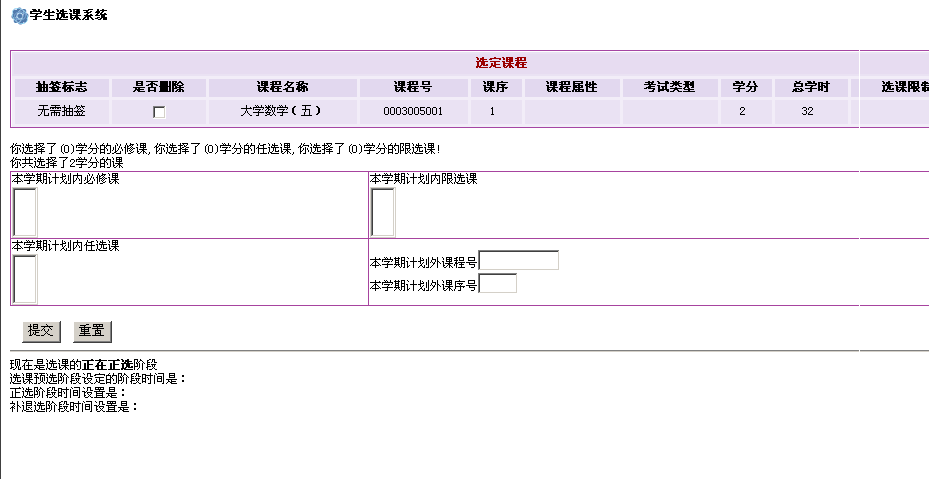 学生选课系统
选定课程
抽签标志 是否删除 课程名称 课程号 课序 课程属性 考试类型 学分 总学时 选课限制
无需抽签 大学数学（五） 0003005001 1 2 32
你选择了(0)学分的必修课,你选择了(0)学分的任选课,你选择了(0)学分的限选课!
你共选择了2学分的课
本学期计划内必修课 本学期计划内限选课
本学期计划内任选课
本学期计划外课程号
本学期计划外课序号
提交 重置
现在是选课的正在正选阶段
选课预选阶段设定的阶段时间是：
正选阶段时间设置是：
补退选阶段时间设置是：